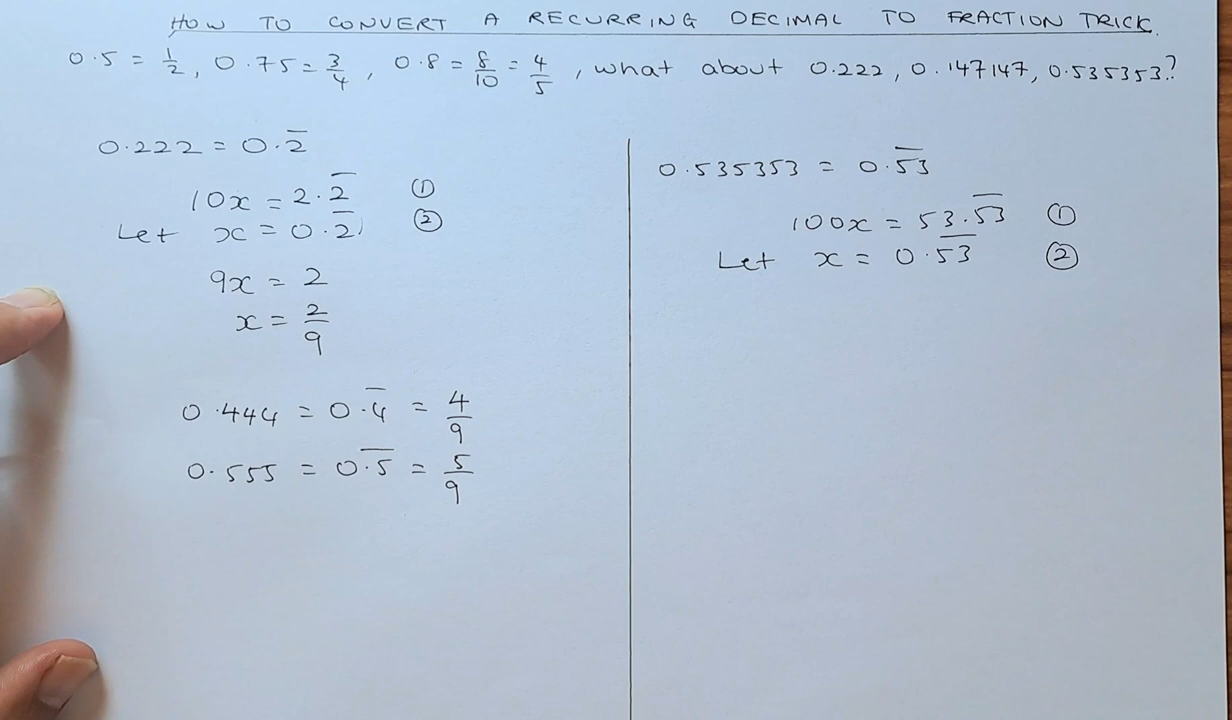 HOW TO CONVERT A RECURRING DECIMAL TO FRACTION TRICK.
0.5 = 1/2, 0.75 = 3/4, 0.8 = 8/10 = 4/5, what about 0.222, 0.147147, 0.535353?
0.222 = 0.2̅
10x = 2.2̅ ①
Let x = 0.2̅ ②
9x = 2
x = 2/9
0.444 = 0.4̅ = 4/9
0.555 = 0.5̅ = 5/9
0.535353 = 0.5̅3̅
100x = 53.5̅3̅ ①
Let x = 0.5̅3̅ ②